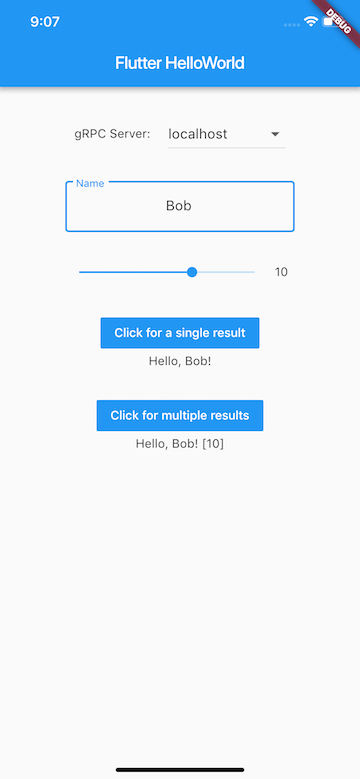 9:07
DEBUG
Flutter HelloWorld
gRPC Server: localhost
Name
Bob
10
Click for a single result
Hello, Bob!
Click for multiple results
Hello, Bob! [10]